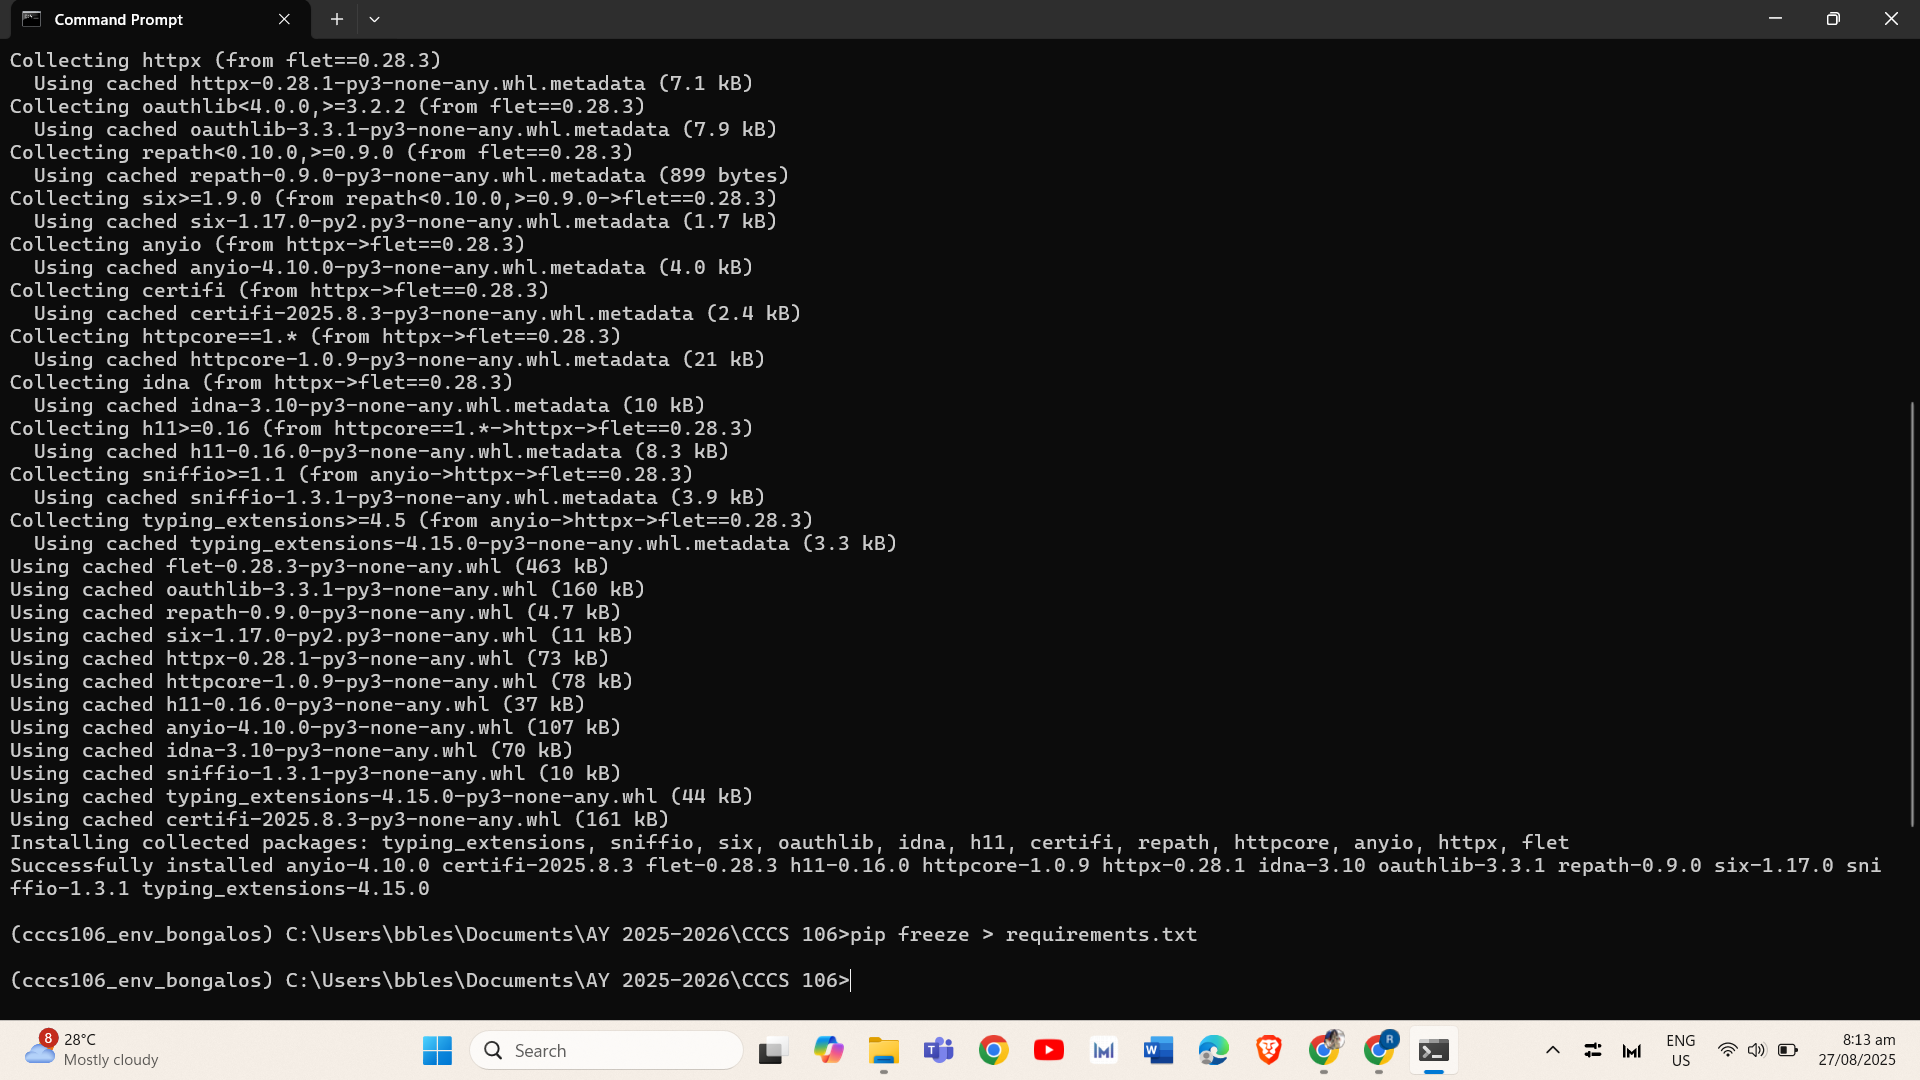 Command Prompt
Collecting httpx (from flet==0.28.3)
  Using cached httpx-0.28.1-py3-none-any.whl.metadata (7.1 kB)
Collecting oauthlib<4.0.0,>=3.2.2 (from flet==0.28.3)
  Using cached oauthlib-3.3.1-py3-none-any.whl.metadata (7.9 kB)
Collecting repath<0.10.0,>=0.9.0 (from flet==0.28.3)
  Using cached repath-0.9.0-py3-none-any.whl.metadata (899 bytes)
Collecting six>=1.9.0 (from repath<0.10.0,>=0.9.0->flet==0.28.3)
  Using cached six-1.17.0-py2.py3-none-any.whl.metadata (1.7 kB)
Collecting anyio (from httpx->flet==0.28.3)
  Using cached anyio-4.10.0-py3-none-any.whl.metadata (4.0 kB)
Collecting certifi (from httpx->flet==0.28.3)
  Using cached certifi-2025.8.3-py3-none-any.whl.metadata (2.4 kB)
Collecting httpcore==1.* (from httpx->flet==0.28.3)
  Using cached httpcore-1.0.9-py3-none-any.whl.metadata (21 kB)
Collecting idna (from httpx->flet==0.28.3)
  Using cached idna-3.10-py3-none-any.whl.metadata (10 kB)
Collecting h11>=0.16 (from httpcore==1.*->httpx->flet==0.28.3)
  Using cached h11-0.16.0-py3-none-any.whl.metadata (8.3 kB)
Collecting sniffio>=1.1 (from anyio->httpx->flet==0.28.3)
  Using cached sniffio-1.3.1-py3-none-any.whl.metadata (3.9 kB)
Collecting typing_extensions>=4.5 (from anyio->httpx->flet==0.28.3)
  Using cached typing_extensions-4.15.0-py3-none-any.whl.metadata (3.3 kB)
Using cached flet-0.28.3-py3-none-any.whl (463 kB)
Using cached oauthlib-3.3.1-py3-none-any.whl (160 kB)
Using cached repath-0.9.0-py3-none-any.whl (4.7 kB)
Using cached six-1.17.0-py2.py3-none-any.whl (11 kB)
Using cached httpx-0.28.1-py3-none-any.whl (73 kB)
Using cached httpcore-1.0.9-py3-none-any.whl (78 kB)
Using cached h11-0.16.0-py3-none-any.whl (37 kB)
Using cached anyio-4.10.0-py3-none-any.whl (107 kB)
Using cached idna-3.10-py3-none-any.whl (70 kB)
Using cached sniffio-1.3.1-py3-none-any.whl (10 kB)
Using cached typing_extensions-4.15.0-py3-none-any.whl (44 kB)
Using cached certifi-2025.8.3-py3-none-any.whl (161 kB)
Installing collected packages: typing_extensions, sniffio, six, oauthlib, idna, h11, certifi, repath, httpcore, anyio, httpx, flet
Successfully installed anyio-4.10.0 certifi-2025.8.3 flet-0.28.3 h11-0.16.0 httpcore-1.0.9 httpx-0.28.1 idna-3.10 oauthlib-3.3.1 repath-0.9.0 six-1.17.0 sni
ffio-1.3.1 typing_extensions-4.15.0
(cccs106_env_bongalos) C:\Users\bbles\Documents\AY 2025-2026\CCCS 106>pip freeze > requirements.txt
(cccs106_env_bongalos) C:\Users\bbles\Documents\AY 2025-2026\CCCS 106>
8
28°C
Mostly cloudy
Search
R
ENG
US
8:13 am
27/08/2025